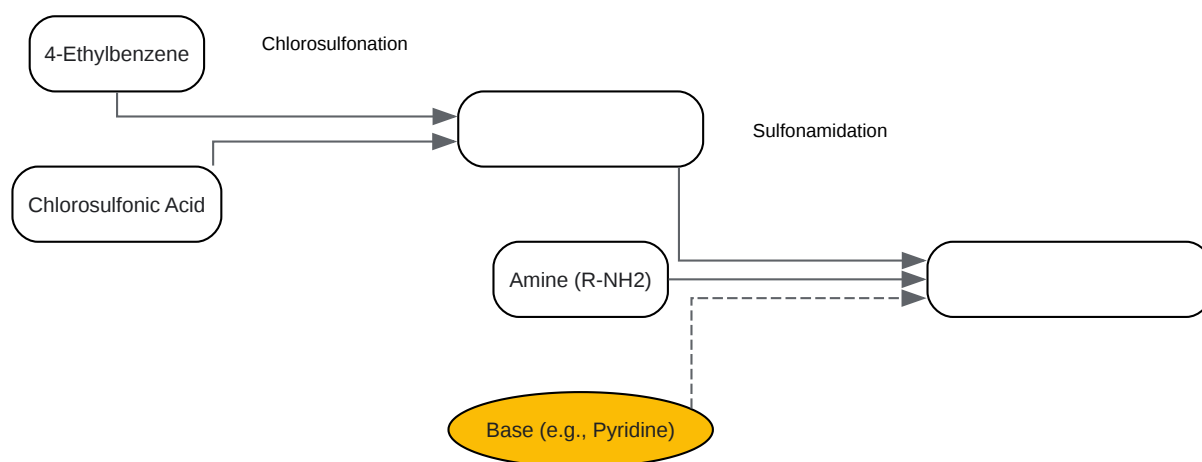 4-Ethylbenzene
Chlorosulfonation
Chlorosulfonic Acid
Sulfonamidation
Amine (R-NH2)
Base (e.g., Pyridine)